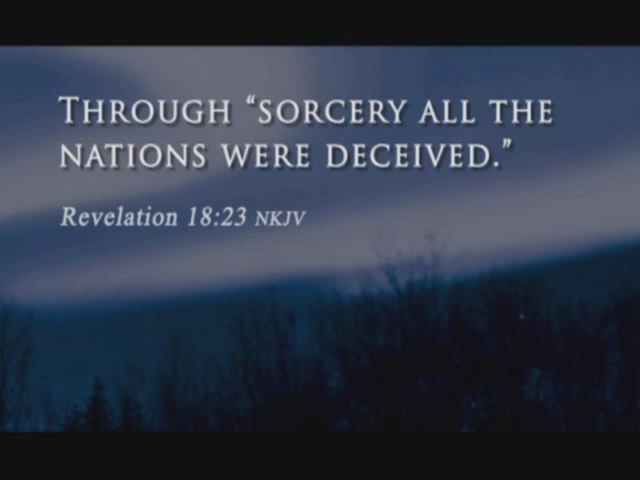 THROUGH “SORCERY ALL THE
NATIONS WERE DECEIVED.”
Revelation 18:23 NKJV